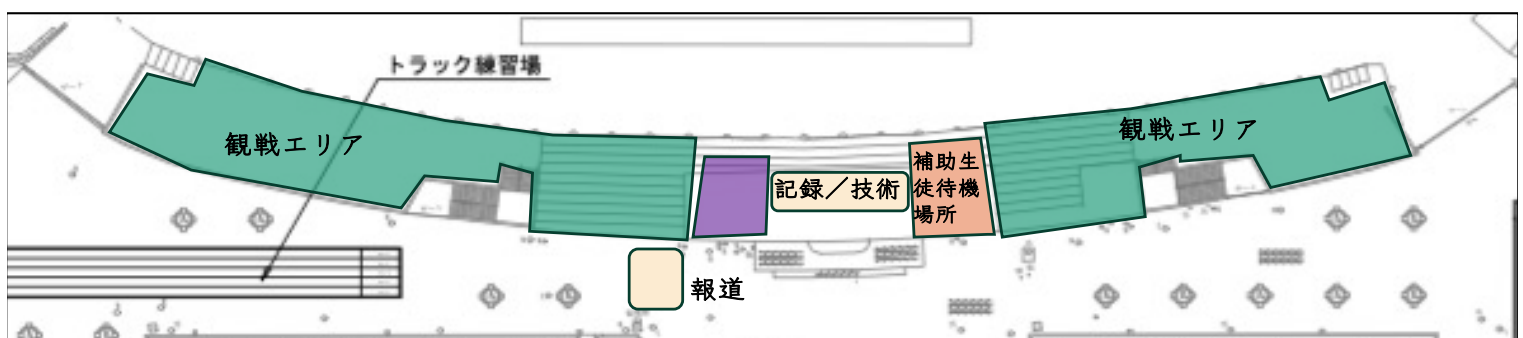 トラック練習場
観戦エリア
観戦エリア
記録／技術
補助生
徒待機
場所
報道